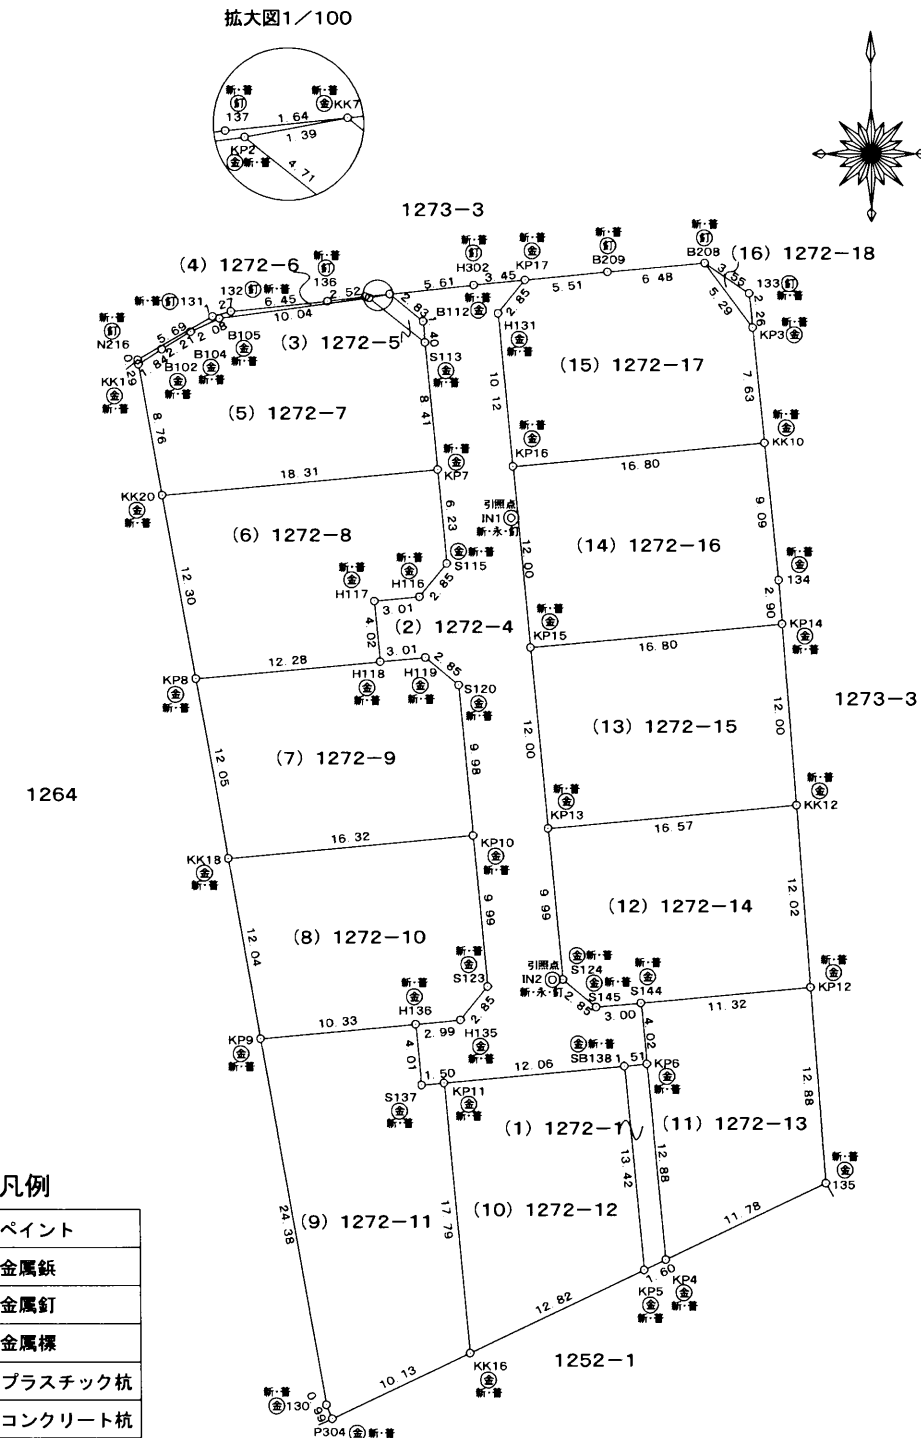 拡大図1／100
新・普
釘
137
1.64
新・普
金
KK7
1.39
KP2
金 新・普
4.71
1273－3
(4) 1272－6
新・普
釘
136
新・普
釘
H302
新・普
金
KP17
新・普
釘
B209
新・普
釘
B208
(16) 1272－18
3.55
133 釘
新・普
5.61
3.45
5.51
6.48
5.29
2.26
KP3 金
新・普 釘 131
27
132 釘 新・普
6.45
2.52
10.04
2.83
B112 金
新・普
2.85
H131
金
新・普
新・普
釘
N216
5.69
2.08
2.21
1.84
0.29
B105
金
新・普
B104
金
新・普
B102
金
新・普
KK1
金
新・普
(3) 1272－5
40
S113
金
新・普
(15) 1272－17
(5) 1272－7
8.76
8.41
10.12
7.63
新・普
金
KK10
18.31
新・普
金
KP7
新・普
金
KP16
16.80
KK20
金
新・普
引照点
IN1
新・永・釘
(6) 1272－8
6.23
9.09
(14) 1272－16
12.30
12.00
金 新・普
S115
新・普
金
H116
2.85
新・普
金
H117
3.01
新・普
金
134
2.90
4.02
(2) 1272－4
新・普
金
KP15
16.80
KP14
金
新・普
3.01
2.85
12.28
H118
金
新・普
H119
金
新・普
S120
金
新・普
KP8
金
新・普
1273－3
(13) 1272－15
12.00
12.00
(7) 1272－9
9.98
12.05
1264
新・普
金
KK12
新・普
金
KP13
16.57
16.32
KP10
金
新・普
KK18
金
新・普
9.99
9.99
12.02
(12) 1272－14
(8) 1272－10
12.04
新・普
金
S123
引照点
IN2
新・永・釘
金 新・普
S124
金 新・普
S145
2.85
新・普
金
S144
3.00
11.32
KP12
金
新・普
新・普
金
H136
2.85
2.99
H135
金
新・普
10.33
KP9
金
新・普
4.01
4.02
金 新・普
SB138
1.51
KP6
金
新・普
12.06
1.50
S137
金
新・普
KP11
金
新・普
12.88
(1) 1272－1
(11) 1272－13
13.42
12.88
新・普
金
135
(9) 1272－11
(10) 1272－12
24.38
17.79
11.78
1.60
KP4
金
新・普
KP5
金
新・普
12.82
1252－1
KK16
金
新・普
10.13
新・普
金 130
0.99
P304 金 新・普
凡例
ペイント
金属鋲
金属釘
金属標
プラスチック杭
コンクリート杭